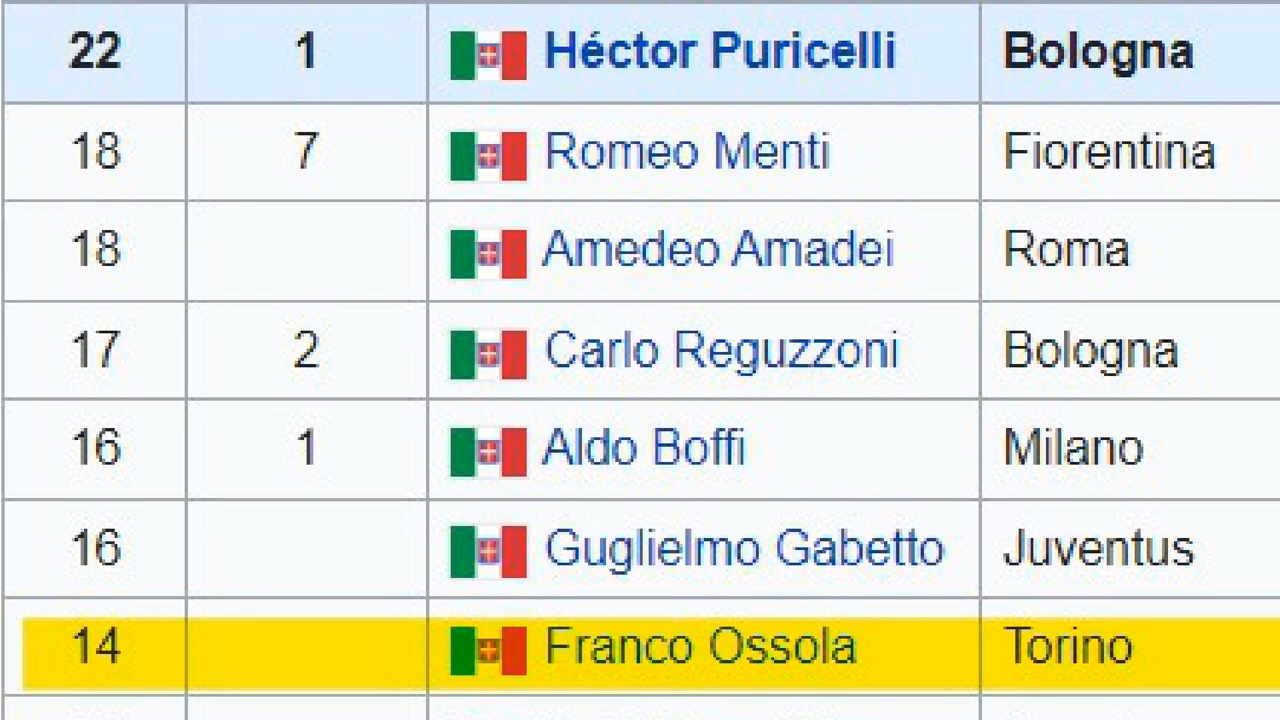 22 1 Héctor Puricelli Bologna
18 7 Romeo Menti Fiorentina
18 Amedeo Amadei Roma
17 2 Carlo Reguzzoni Bologna
16 1 Aldo Boffi Milano
16 Guglielmo Gabetto Juventus
14 Franco Ossola Torino